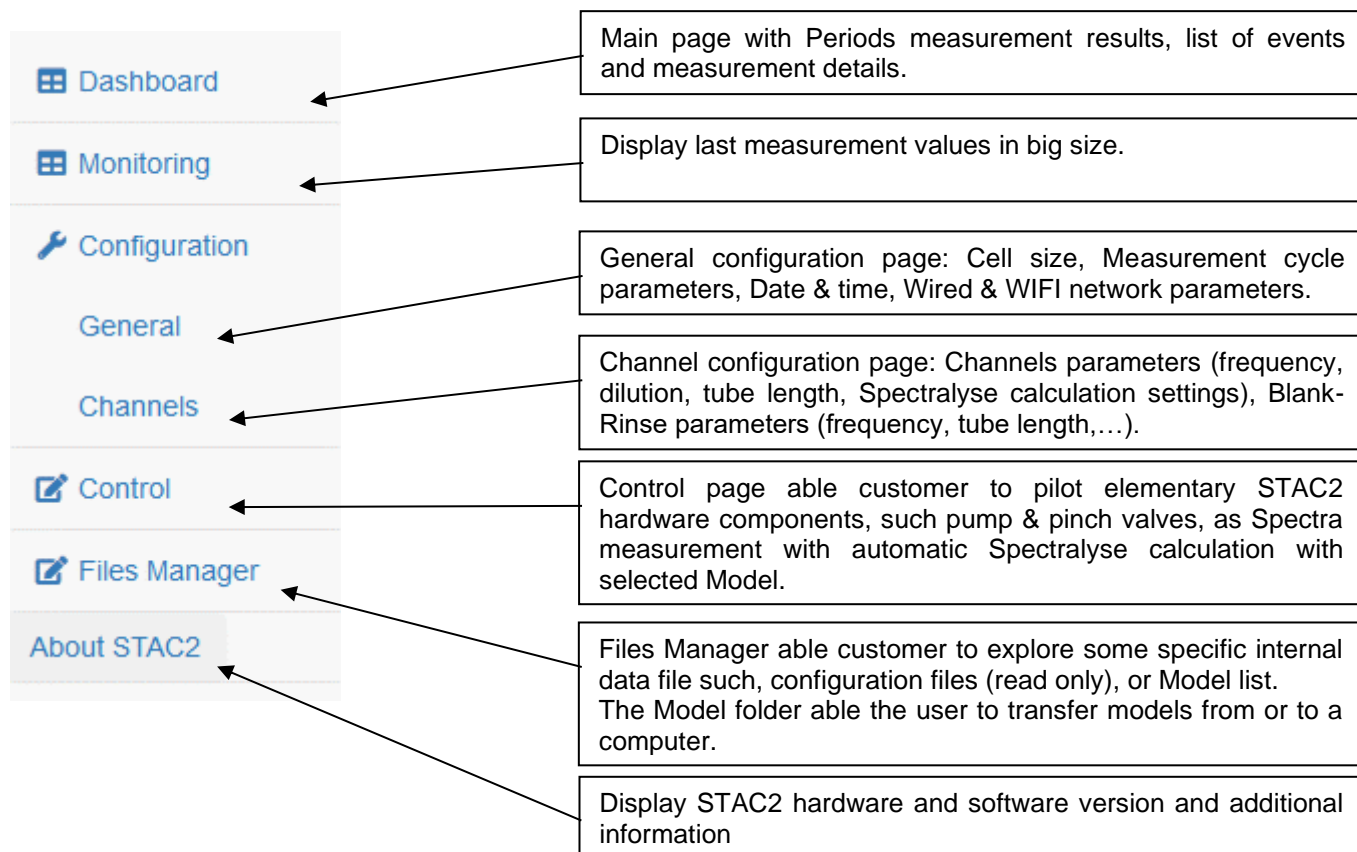 Dashboard
Main page with Periods measurement results, list of events
and measurement details.
Monitoring
Display last measurement values in big size.
Configuration
General
General configuration page: Cell size, Measurement cycle
parameters, Date & time, Wired & WIFI network parameters.
Channels
Channel configuration page: Channels parameters (frequency,
dilution, tube length, Spectralyse calculation settings), Blank-
Rinse parameters (frequency, tube length,…).
Control
Control page able customer to pilot elementary STAC2
hardware components, such pump & pinch valves, as Spectra
measurement with automatic Spectralyse calculation with
selected Model.
Files Manager
Files Manager able customer to explore some specific internal
data file such, configuration files (read only), or Model list.
The Model folder able the user to transfer models from or to a
computer.
About STAC2
Display STAC2 hardware and software version and additional
information